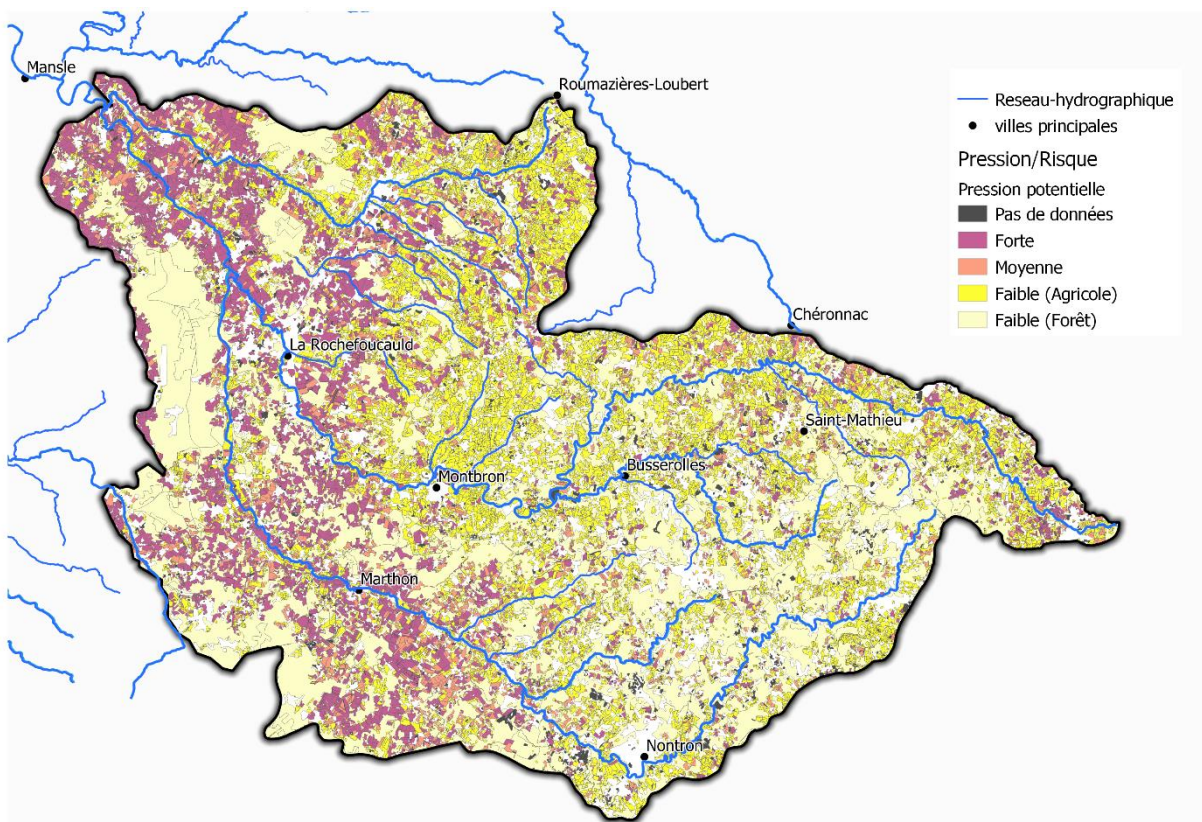 Mansle
Roumazières-Loubert
Reseau-hydrographique
villes principales
Pression/Risque
Pression potentielle
Pas de données
Forte
Moyenne
Faible (Agricole)
Faible (Forêt)
Chéronnac
La Rochefoucauld
Saint-Mathieu
Busserolles
Montbron
Marthon
Nontron